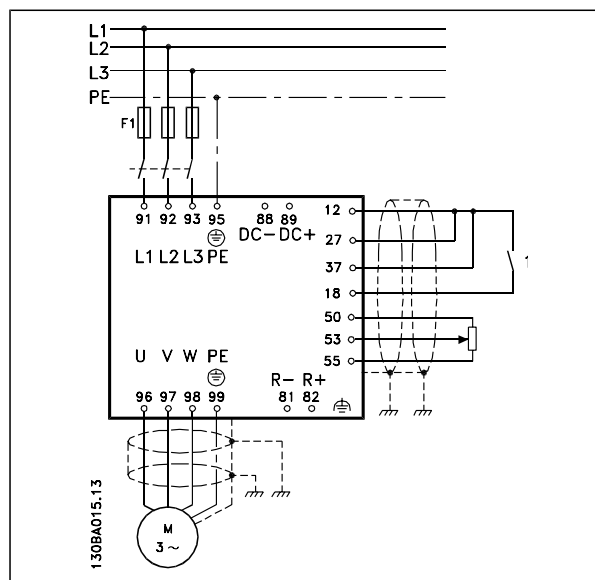 L1
L2
L3
PE
F1
91 92 93 95 88 89
DC- DC+
L1 L2 L3 PE
12
27
37
18
1
50
53
55
U V W PE
96 97 98 99
R- R+
81 82
M
3 ~
130BA015.13